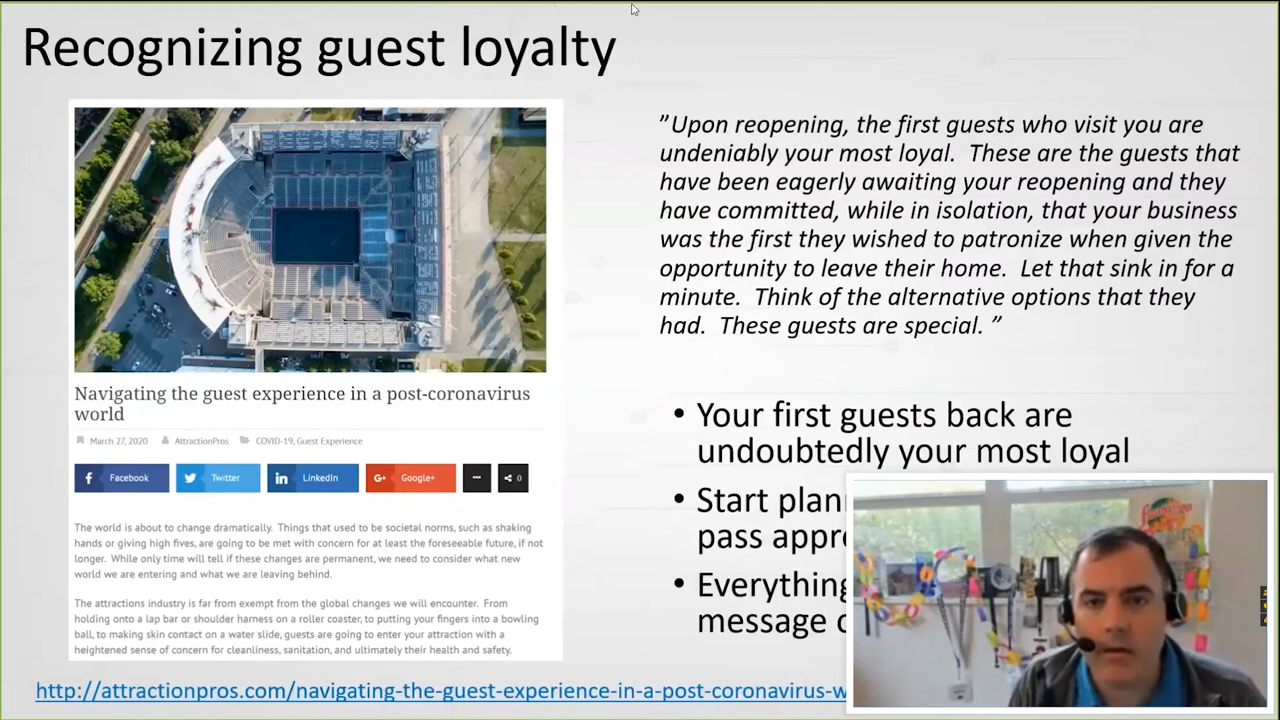 Recognizing guest loyalty
Navigating the guest experience in a post-coronavirus
world
March 27, 2020 AttractionPros COVID-19, Guest Experience
Facebook Twitter LinkedIn Google+ 0
The world is about to change dramatically. Things that used to be societal norms, such as shaking
hands or giving high fives, are going to be met with concern for at least the foreseeable future, if not
longer. While only time will tell if these changes are permanent, we need to consider what new
world we are entering and what we are leaving behind.
The attractions industry is far from exempt from the global changes we will encounter. From
holding onto a lap bar or shoulder harness on a roller coaster, to putting your fingers into a bowling
ball, to making skin contact on a water slide, guests are going to enter your attraction with a
heightened sense of concern for cleanliness, sanitation, and ultimately their health and safety.
"Upon reopening, the first guests who visit you are
undeniably your most loyal. These are the guests that
have been eagerly awaiting your reopening and they
have committed, while in isolation, that your business
was the first they wished to patronize when given the
opportunity to leave their home. Let that sink in for a
minute. Think of the alternative options that they
had. These guests are special. "
• Your first guests back are
undoubtedly your most loyal
• Start plan
pass appr
• Everything
message
http://attractionpros.com/navigating-the-guest-experience-in-a-post-coronavirus-w